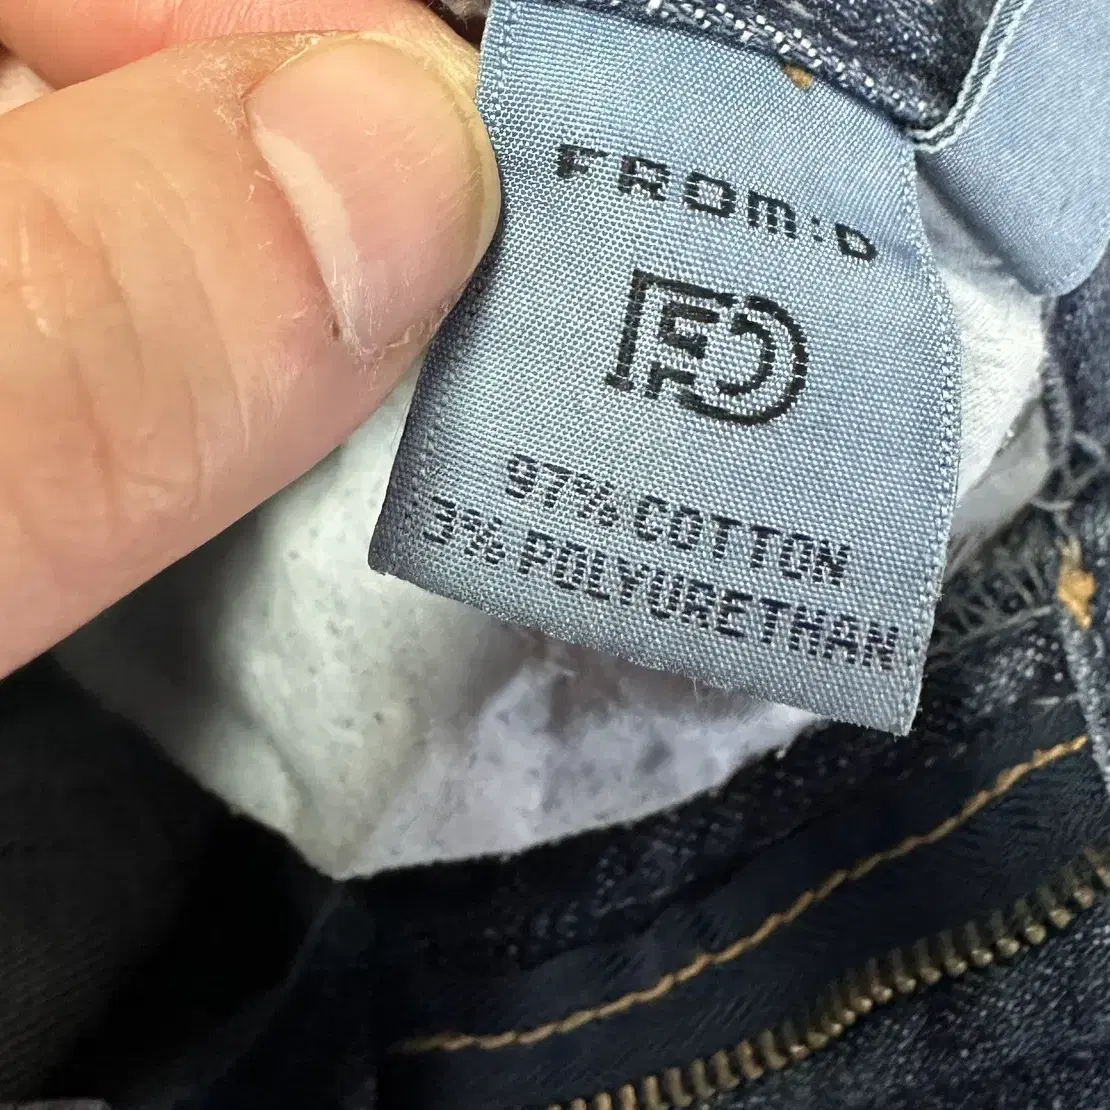 FROM:D
FD
97% COTTON
3% POLYURETHAN